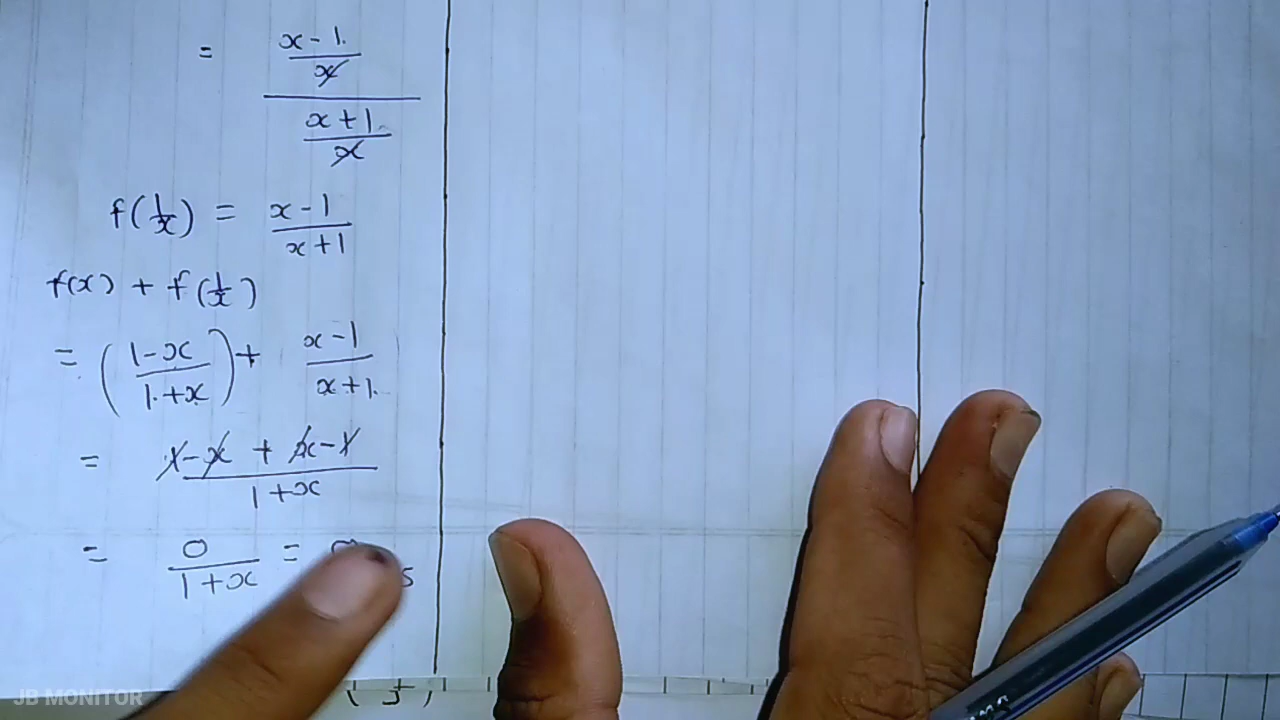 = x - 1
x
x + 1
x
f(1/x) = x - 1
x + 1
f(x) + f(1/x)
= (1 - x / 1 + x) + x - 1 / x + 1
= 1 - x + x - 1
1 + x
= 0 / 1 + x =
JB MONITOR